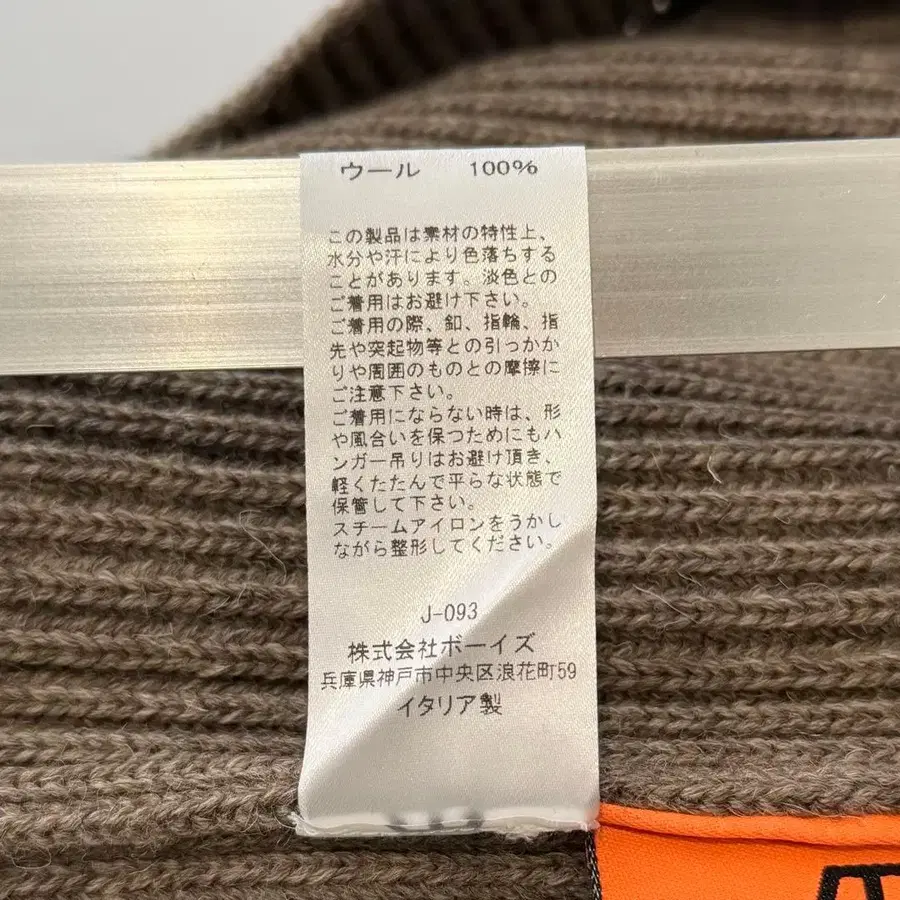 ウール 100%
この製品は素材の特性上、
水分や汗により色落ちする
ことがあります。淡色との
ご着用はお避け下さい。
ご着用の際、釦、指輪、指
先や突起物等との引っかか
りや周囲のものとの摩擦に
ご注意下さい。
ご着用にならない時は、形
や風合いを保つためにもハ
ンガー吊りはお避け頂き、
軽くたたんで平らな状態で
保管して下さい。
スチームアイロンをうかし
ながら整形してください。
J-093
株式会社ボーイズ
兵庫県神戸市中央区浪花町59
イタリア製